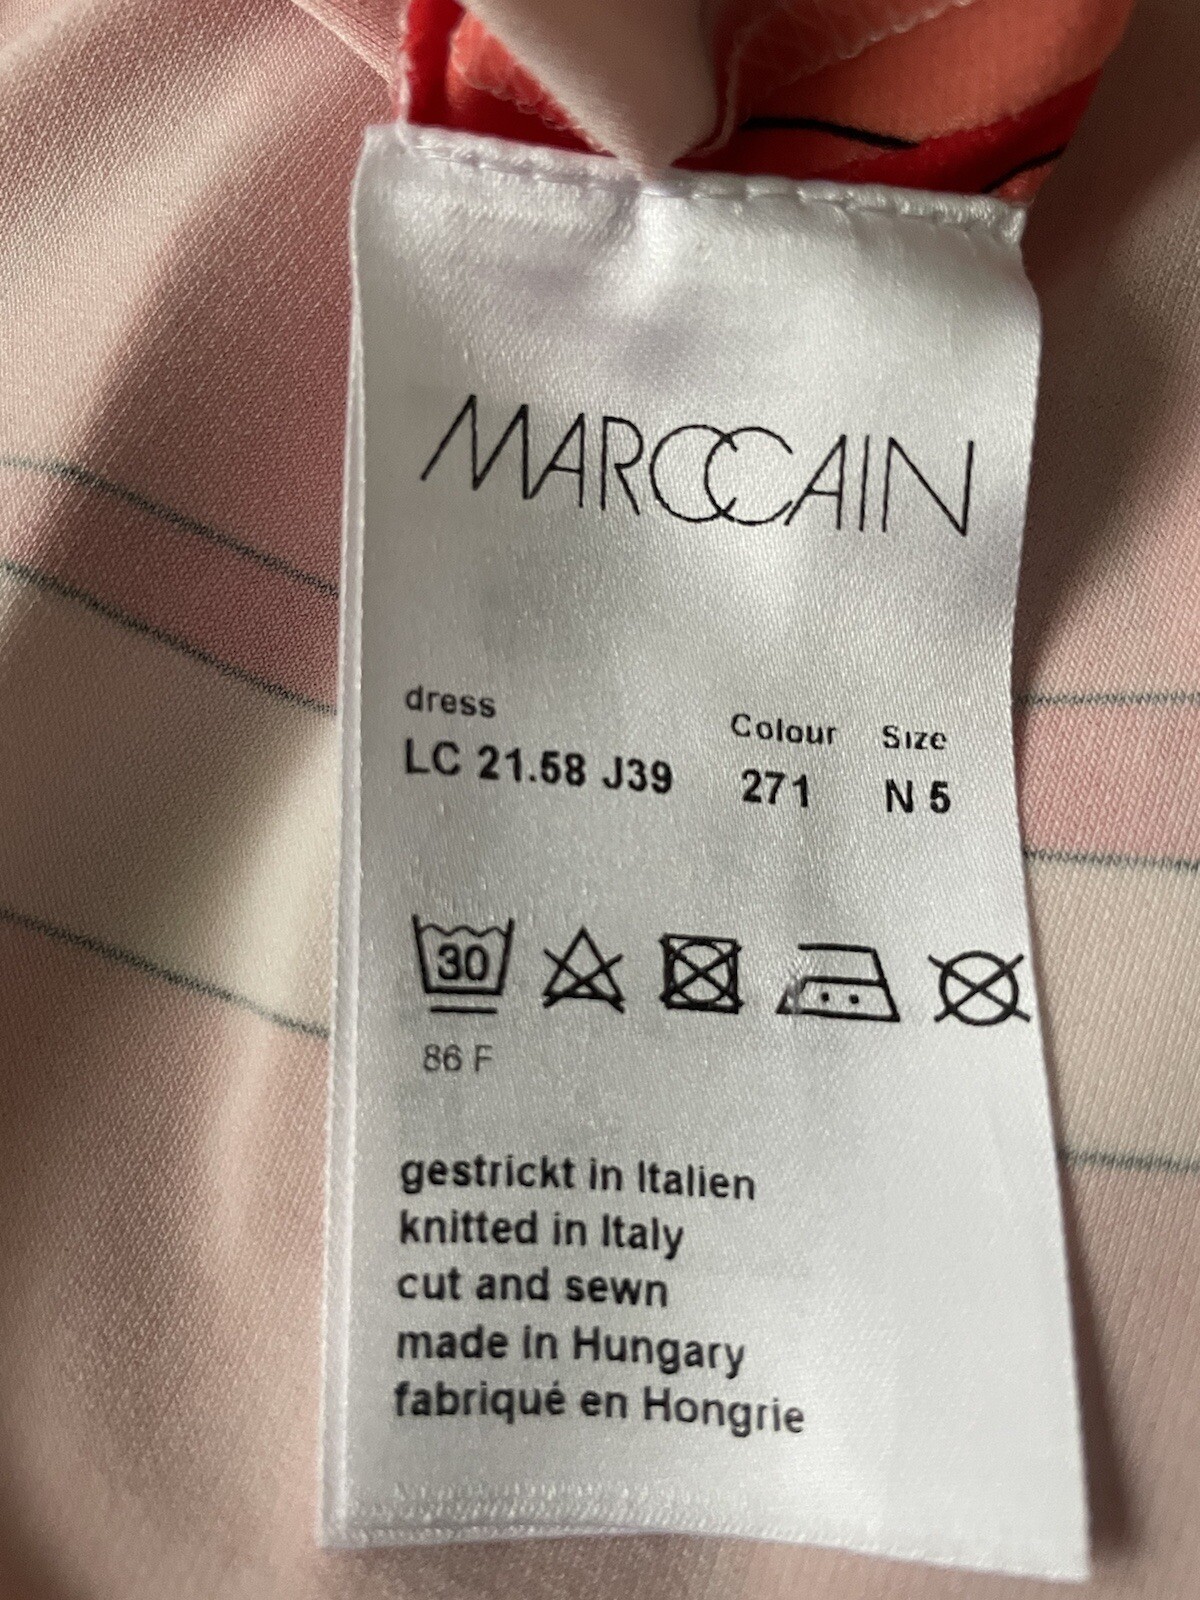 MARCCAIN
dress Colour Size
LC 21.58 J39 271 N 5
30
86 F
gestrickt in Italien
knitted in Italy
cut and sewn
made in Hungary
fabriqué en Hongrie